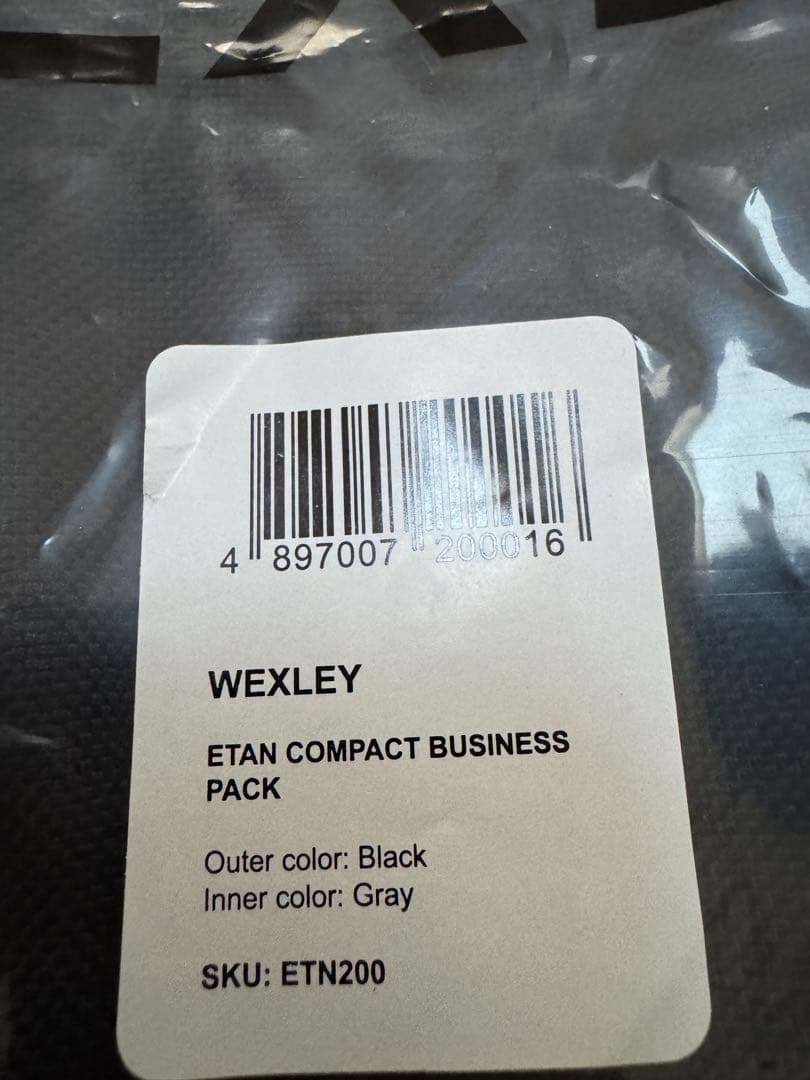 4 897007 200016
WEXLEY
ETAN COMPACT BUSINESS
PACK
Outer color: Black
Inner color: Gray
SKU: ETN200